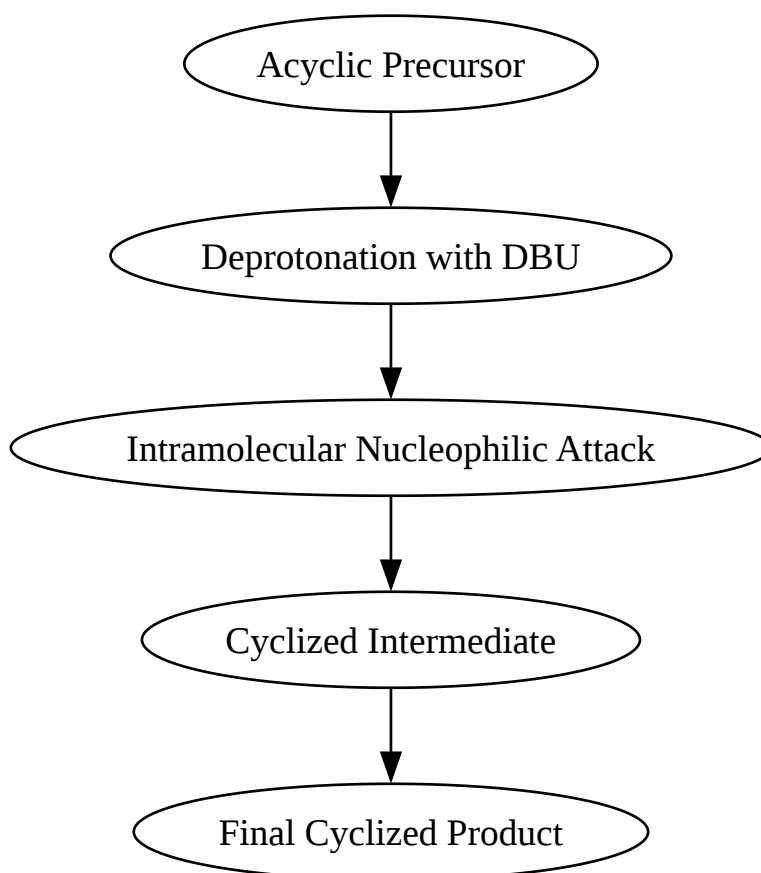 Acyclic Precursor
Deprotonation with DBU
Intramolecular Nucleophilic Attack
Cyclized Intermediate
Final Cyclized Product